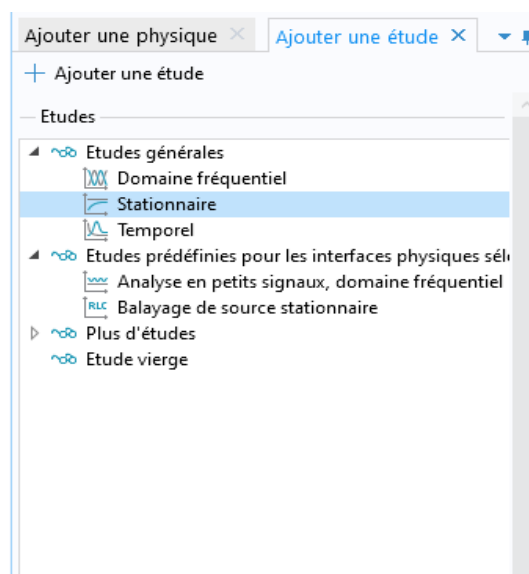 Ajouter une physique × Ajouter une étude ×
+ Ajouter une étude
Etudes
Etudes générales
Domaine fréquentiel
Stationnaire
Temporel
Etudes prédéfinies pour les interfaces physiques sél
Analyse en petits signaux, domaine fréquentiel
RLC Balayage de source stationnaire
Plus d'études
Etude vierge